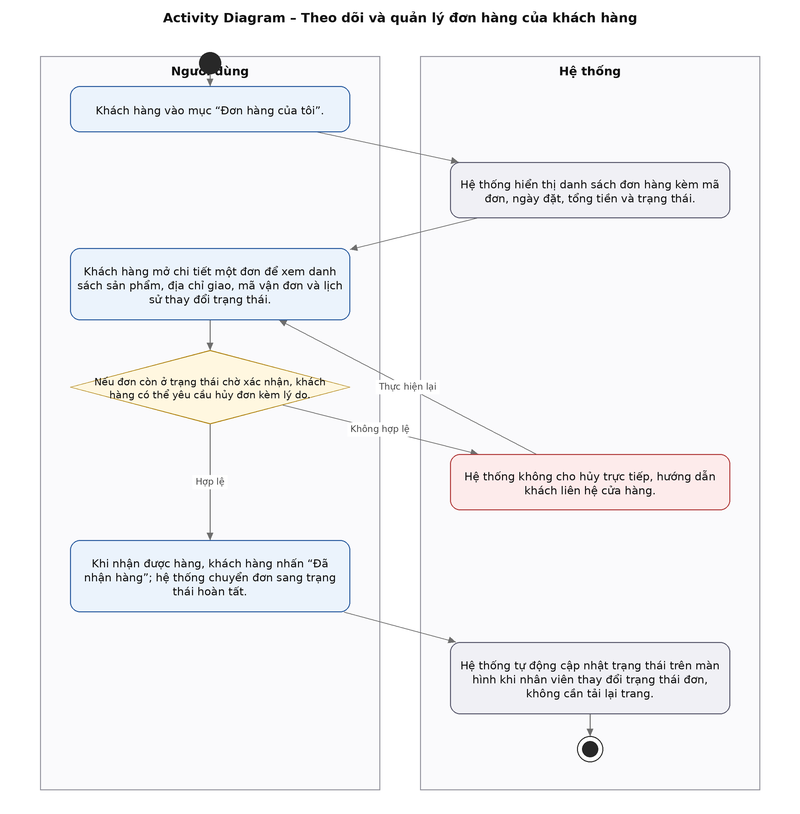 Activity Diagram – Theo dõi và quản lý đơn hàng của khách hàng
Người dùng
Hệ thống
Khách hàng vào mục “Đơn hàng của tôi”.
Hệ thống hiển thị danh sách đơn hàng kèm mã
đơn, ngày đặt, tổng tiền và trạng thái.
Khách hàng mở chi tiết một đơn để xem danh
sách sản phẩm, địa chỉ giao, mã vận đơn và lịch
sử thay đổi trạng thái.
Nếu đơn còn ở trạng thái chờ xác nhận, khách
hàng có thể yêu cầu hủy đơn kèm lý do.
Thực hiện lại
Không hợp lệ
Hệ thống không cho hủy trực tiếp, hướng dẫn
khách liên hệ cửa hàng.
Hợp lệ
Khi nhận được hàng, khách hàng nhấn “Đã
nhận hàng”; hệ thống chuyển đơn sang trạng
thái hoàn tất.
Hệ thống tự động cập nhật trạng thái trên màn
hình khi nhân viên thay đổi trạng thái đơn,
không cần tải lại trang.